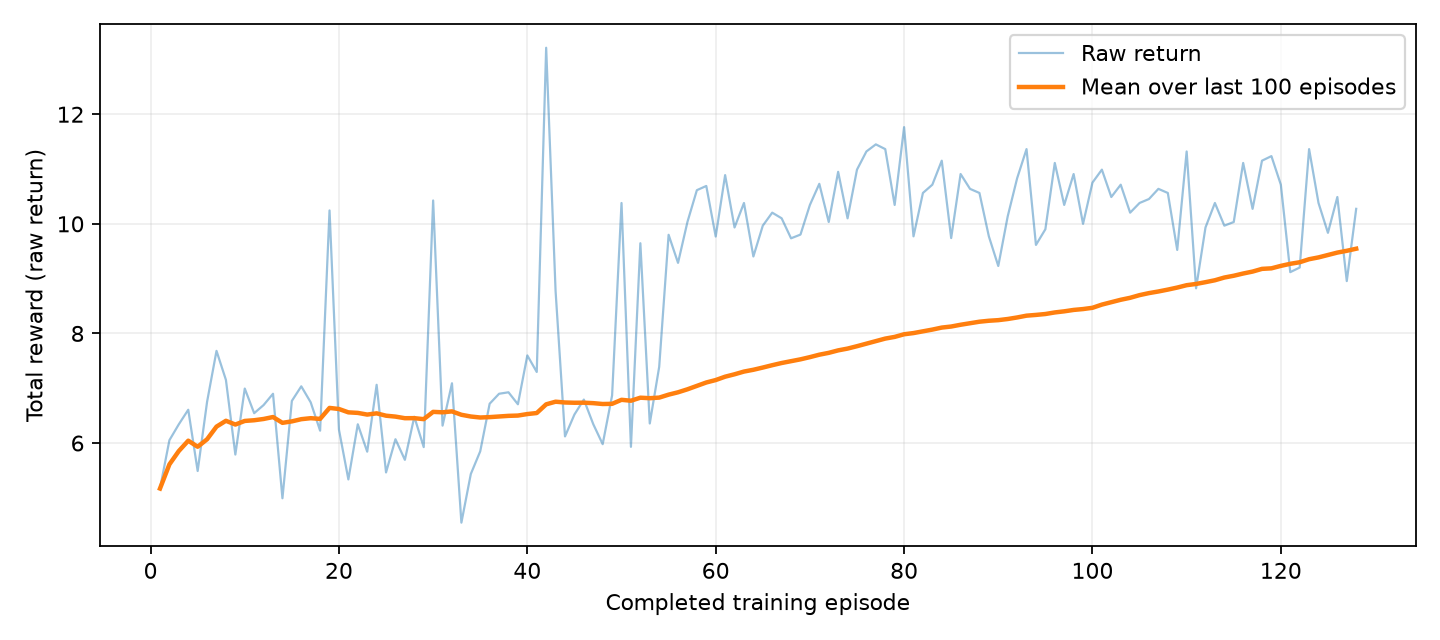 Raw return
Mean over last 100 episodes
Total reward (raw return)
12
10
8
6
0 20 40 60 80 100 120
Completed training episode